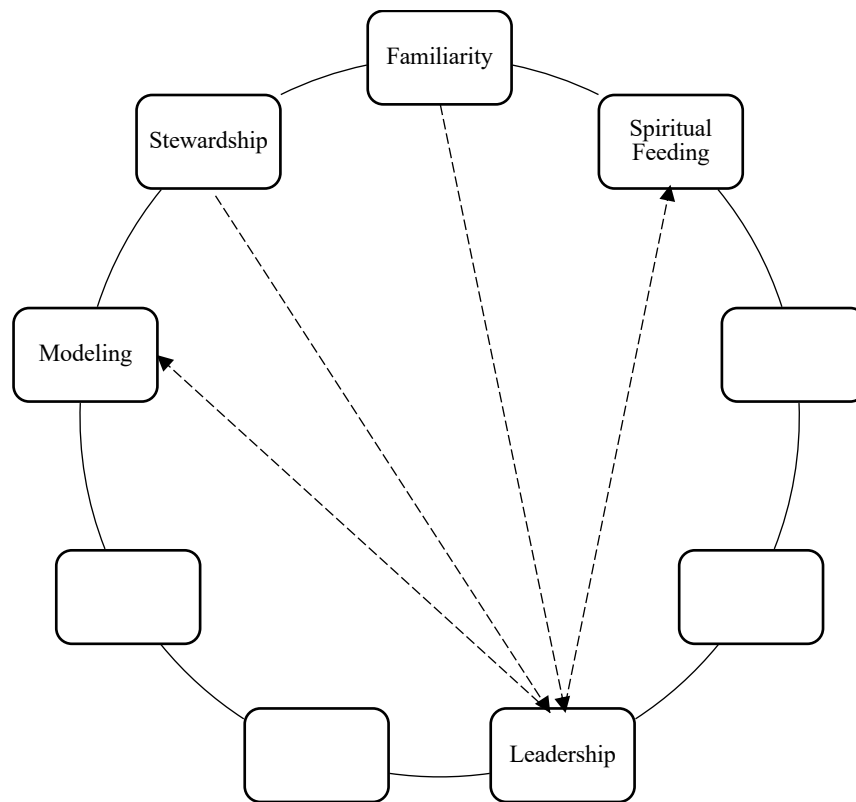 Familiarity
Stewardship
Spiritual
Feeding
Modeling
Leadership